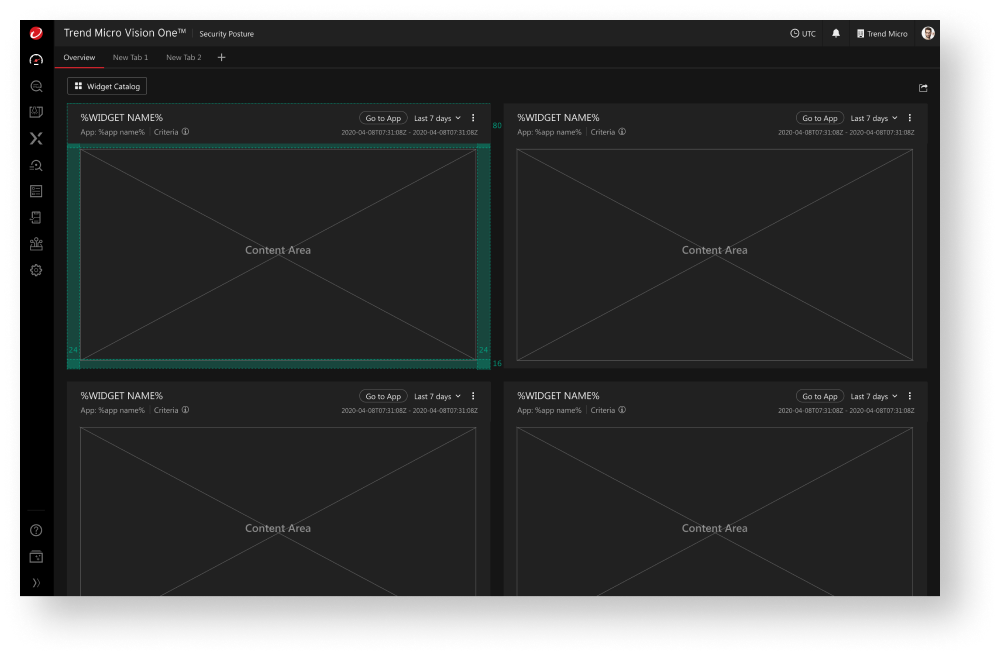 Trend Micro Vision One™ Security Posture UTC Trend Micro
Overview New Tab 1 New Tab 2 +
Widget Catalog
%WIDGET NAME% Go to App Last 7 days
App: %app name% Criteria 2020-04-08T07:31:08Z - 2020-04-08T07:31:08Z
80
Content Area
24 24
16
%WIDGET NAME% Go to App Last 7 days
App: %app name% Criteria 2020-04-08T07:31:08Z - 2020-04-08T07:31:08Z
Content Area
%WIDGET NAME% Go to App Last 7 days
App: %app name% Criteria 2020-04-08T07:31:08Z - 2020-04-08T07:31:08Z
Content Area
%WIDGET NAME% Go to App Last 7 days
App: %app name% Criteria 2020-04-08T07:31:08Z - 2020-04-08T07:31:08Z
Content Area